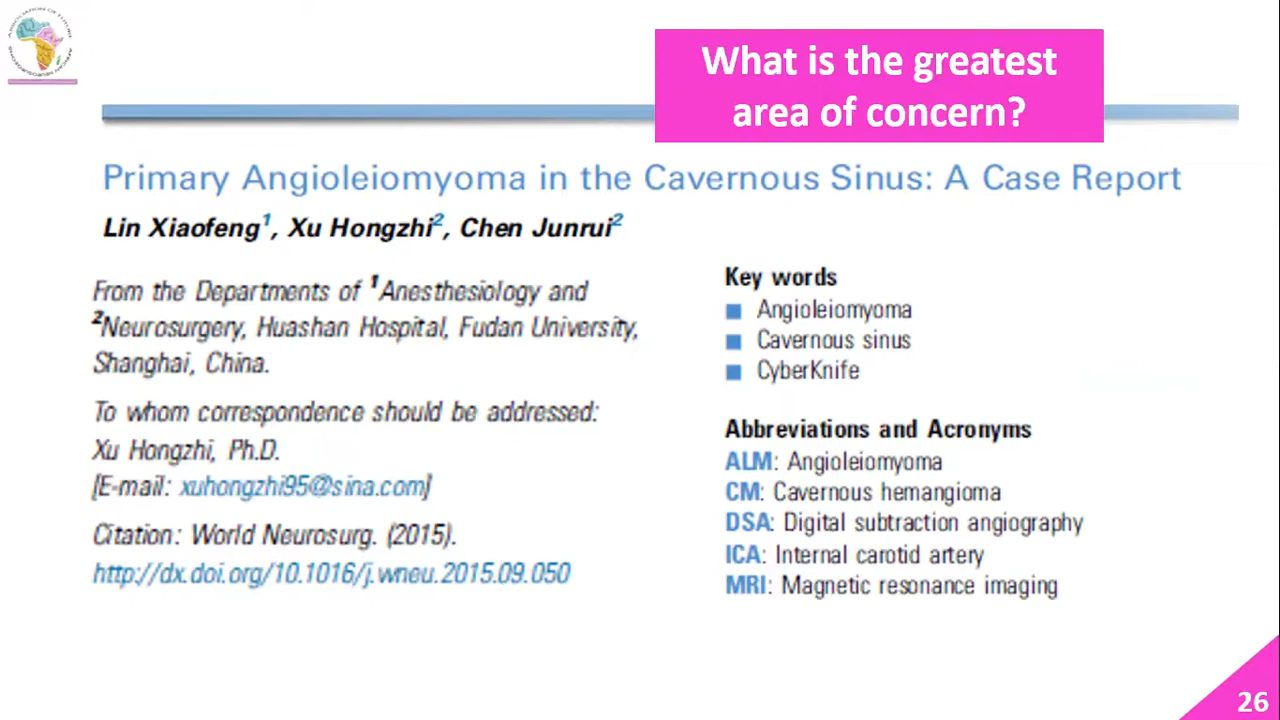 What is the greatest
area of concern?
Primary Angioleiomyoma in the Cavernous Sinus: A Case Report
Lin Xiaofeng1, Xu Hongzhi2, Chen Junrui2
From the Departments of 1Anesthesiology and
2Neurosurgery, Huashan Hospital, Fudan University,
Shanghai, China.
To whom correspondence should be addressed:
Xu Hongzhi, Ph.D.
[E-mail: xuhongzhi95@sina.com]
Citation: World Neurosurg. (2015).
http://dx.doi.org/10.1016/j.wneu.2015.09.050
Key words
Angioleiomyoma
Cavernous sinus
CyberKnife
Abbreviations and Acronyms
ALM: Angioleiomyoma
CM: Cavernous hemangioma
DSA: Digital subtraction angiography
ICA: Internal carotid artery
MRI: Magnetic resonance imaging
26